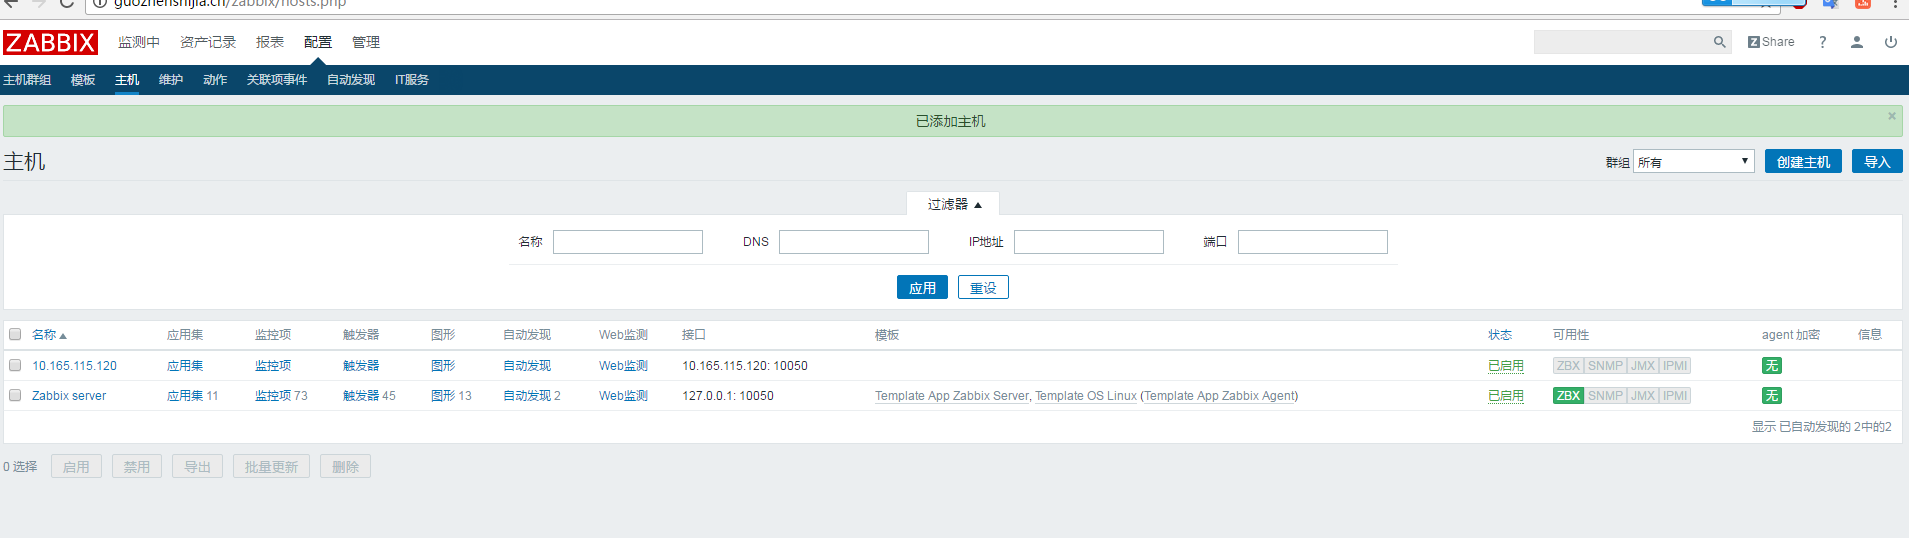 guozhenshijia.cn/zabbix/hosts.php
ZABBIX 监测中 资产记录 报表 配置 管理 Z Share ?
主机群组 模板 主机 维护 动作 关联项事件 自动发现 IT服务
已添加主机 ×
主机 群组 所有 创建主机 导入
过滤器
名称 DNS IP地址 端口
应用 重设
名称 应用集 监控项 触发器 图形 自动发现 Web监测 接口 模板 状态 可用性 agent 加密 信息
10.165.115.120 应用集 监控项 触发器 图形 自动发现 Web监测 10.165.115.120: 10050 已启用 ZBX SNMP JMX IPMI 无
Zabbix server 应用集 11 监控项 73 触发器 45 图形 13 自动发现 2 Web监测 127.0.0.1: 10050 Template App Zabbix Server, Template OS Linux (Template App Zabbix Agent) 已启用 ZBX SNMP JMX IPMI 无
显示 已自动发现的 2中的2
0 选择 启用 禁用 导出 批量更新 删除